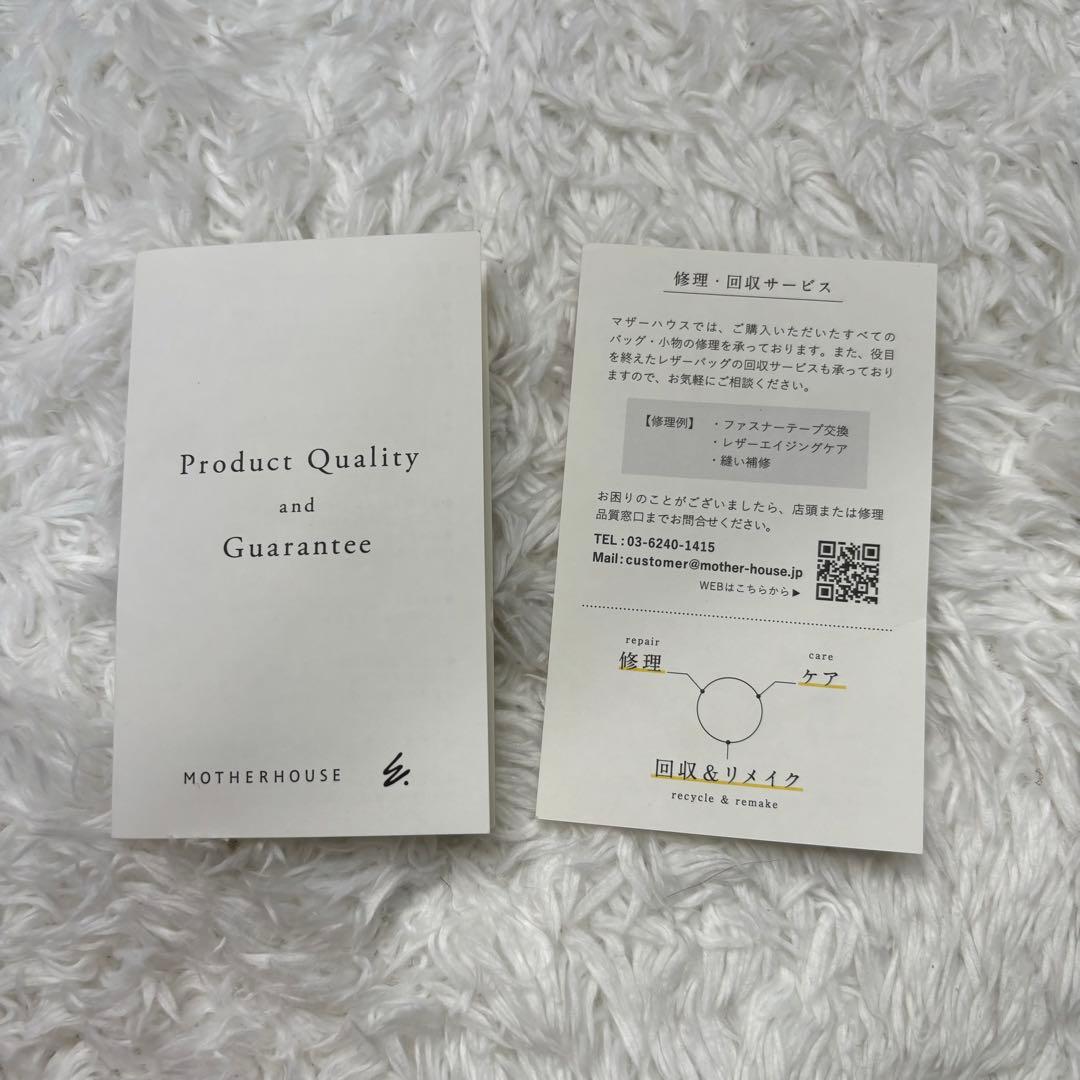 Product Quality
and
Guarantee
MOTHERHOUSE
修理・回収サービス
マザーハウスでは、ご購入いただいたすべての
バッグ・小物の修理を承っております。また、役目
を終えたレザーバッグの回収サービスも承っており
ますので、お気軽にご相談ください。
【修理例】 ・ファスナーテープ交換
・レザーエイジングケア
・縫い補修
お困りのことがございましたら、店頭または修理
品質窓口までお問合せください。
TEL : 03-6240-1415
Mail : customer@mother-house.jp
WEBはこちらから▶
repair
修理
care
ケア
回収&リメイク
recycle & remake